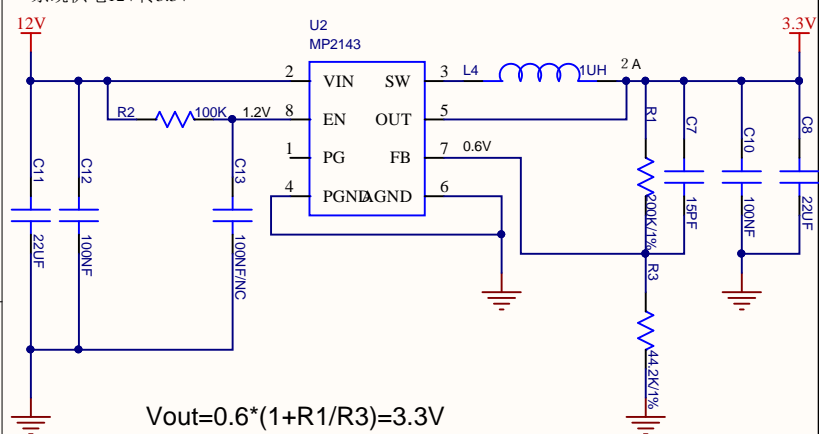 12V
3.3V
U2
MP2143
2
VIN
SW
3
L4
1UH
2 A
R2
100K
1.2V
8
EN
OUT
5
1
PG
FB
7
0.6V
4
PGND
AGND
6
C11
22UF
C12
100NF
C13
100NF/NC
R1
200K/1%
C7
15PF
C10
100NF
C8
22UF
R3
44.2K/1%
Vout=0.6*(1+R1/R3)=3.3V